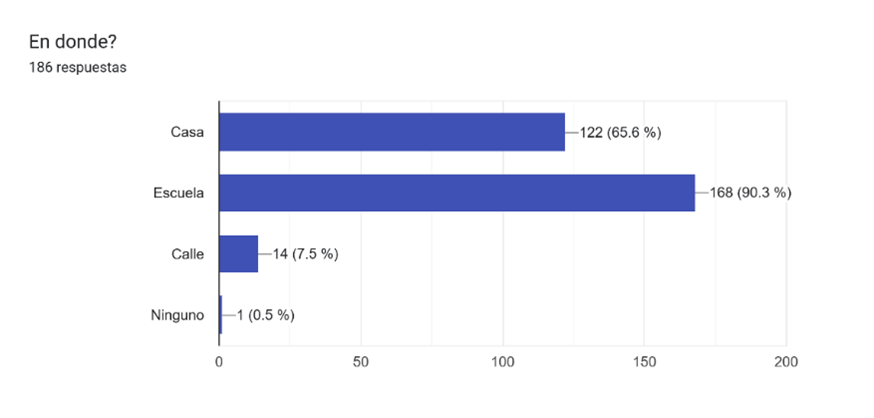 En donde?
186 respuestas
Casa
122 (65.6 %)
Escuela
168 (90.3 %)
Calle
14 (7.5 %)
Ninguno
1 (0.5 %)
0 50 100 150 200